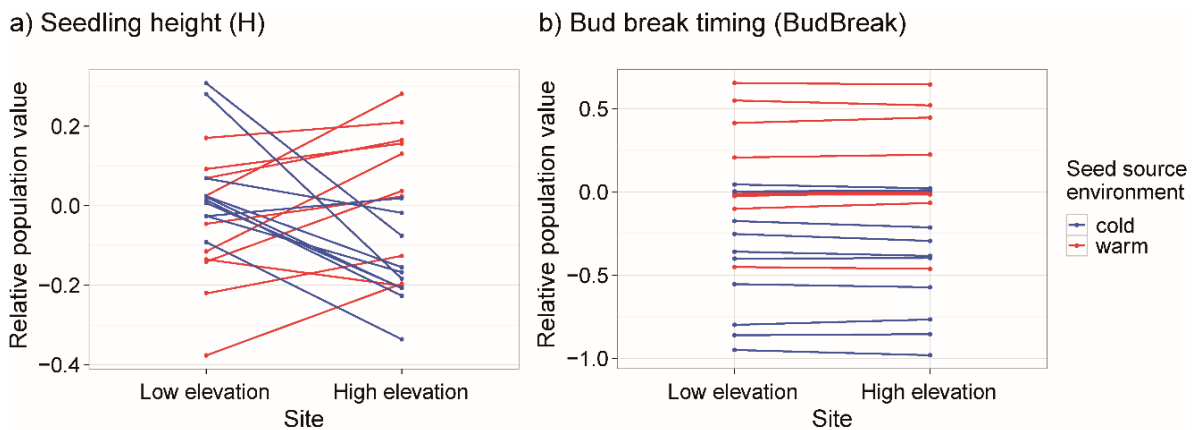 a) Seedling height (H)
Relative population value
0.2
0.0
−0.2
−0.4
Low elevation
High elevation
Site
b) Bud break timing (BudBreak)
Relative population value
0.5
0.0
−0.5
−1.0
Low elevation
High elevation
Site
Seed source
environment
cold
warm